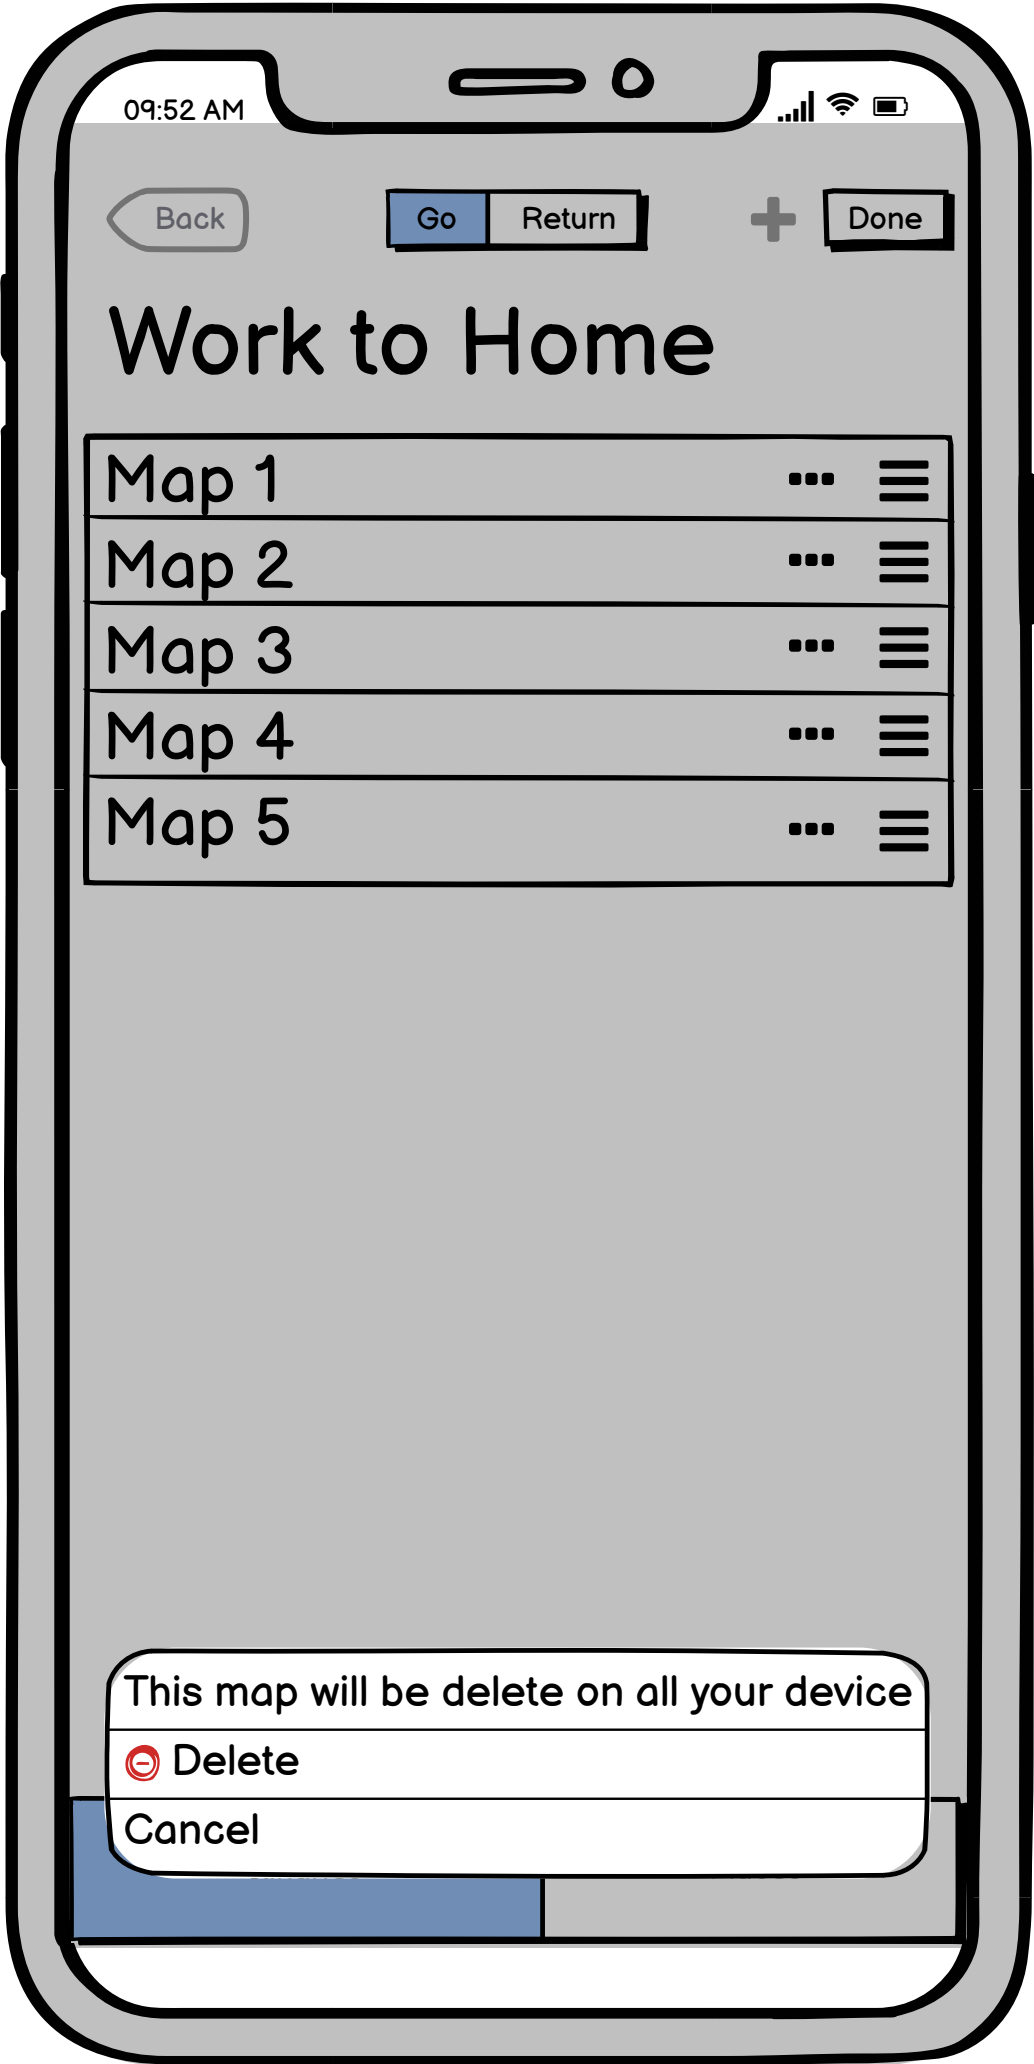 09:52 AM
Back Go Return Done
Work to Home
Map 1
Map 2
Map 3
Map 4
Map 5
This map will be delete on all your device
Delete
Cancel